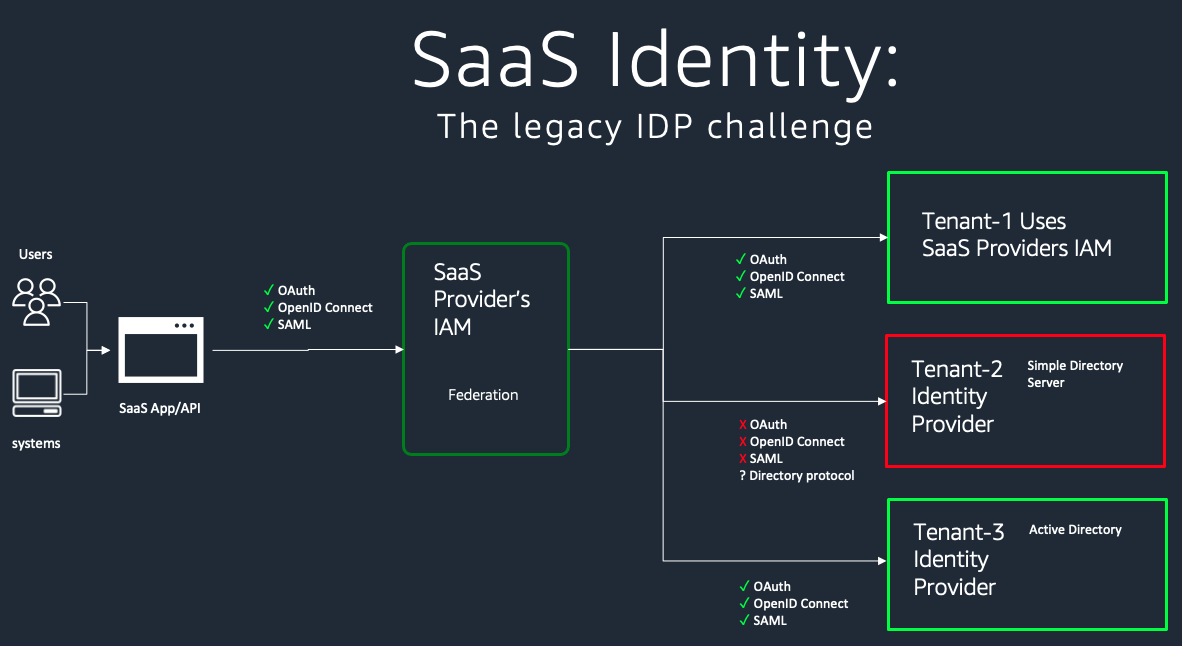 SaaS Identity:
The legacy IDP challenge
Users
systems
SaaS App/API
✓ OAuth
✓ OpenID Connect
✓ SAML
SaaS
Provider’s
IAM
Federation
✓ OAuth
✓ OpenID Connect
✓ SAML
Tenant-1 Uses
SaaS Providers IAM
X OAuth
X OpenID Connect
X SAML
? Directory protocol
Tenant-2
Identity
Provider
Simple Directory
Server
✓ OAuth
✓ OpenID Connect
✓ SAML
Tenant-3
Identity
Provider
Active Directory